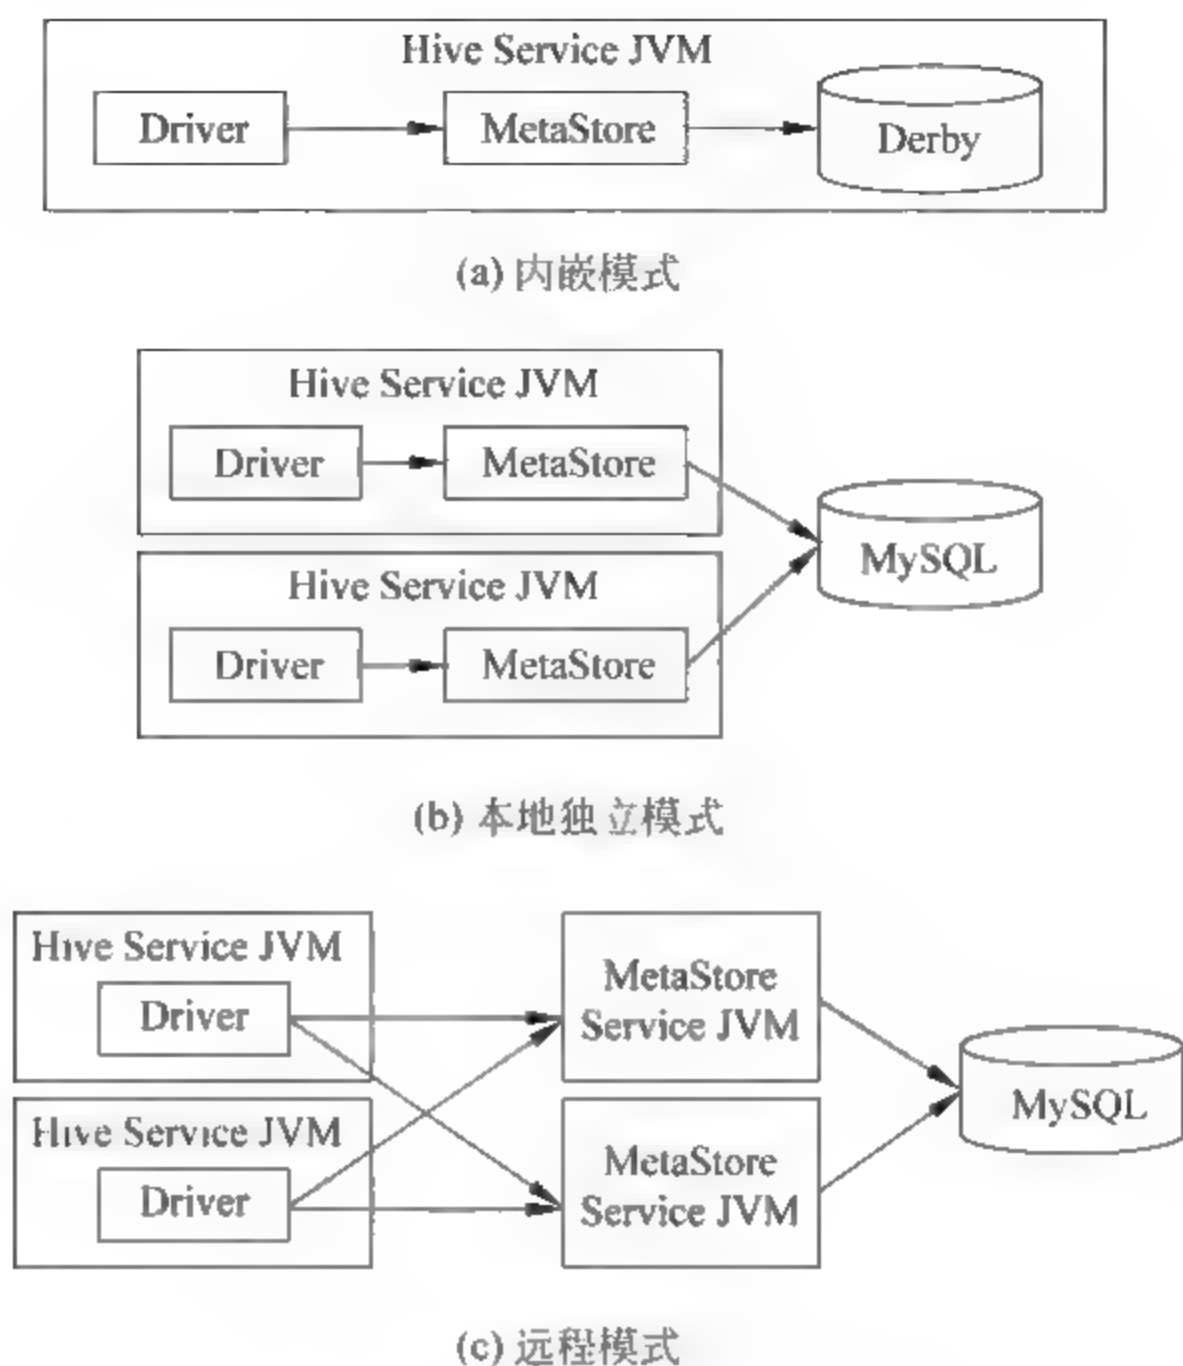 Hive Service JVM
Driver
MetaStore
Derby
(a) 内嵌模式
Hive Service JVM
Driver
MetaStore
Hive Service JVM
Driver
MetaStore
MySQL
(b) 本地独立模式
Hive Service JVM
Driver
MetaStore
Service JVM
Hive Service JVM
Driver
MetaStore
Service JVM
MySQL
(c) 远程模式